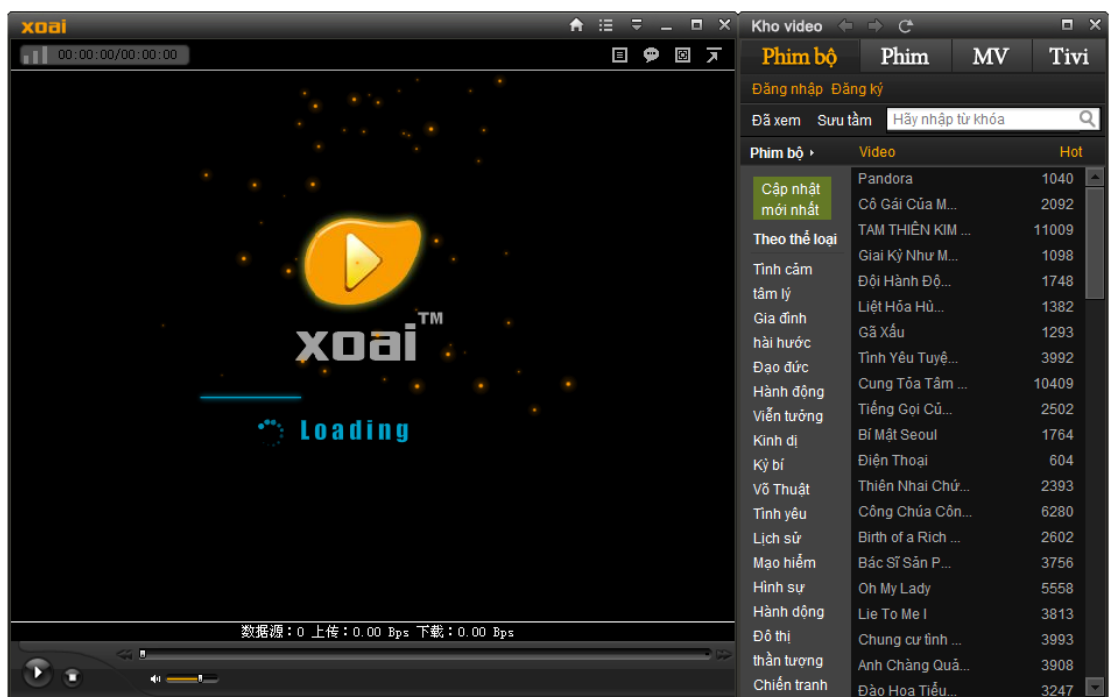 xoai
00:00:00/00:00:00
xoai™
Loading
数据源：0 上传：0.00 Bps 下载：0.00 Bps
Kho video
Phim bộ Phim MV Tivi
Đăng nhập Đăng ký
Đã xem Sưu tầm Hãy nhập từ khóa
Phim bộ Video Hot
Cập nhật
mới nhất
Theo thể loại
Tình cảm
tâm lý
Gia đình
hài hước
Đạo đức
Hành động
Viễn tưởng
Kinh dị
Kỳ bí
Võ Thuật
Tình yêu
Lịch sử
Mạo hiểm
Hình sự
Hành dộng
Đô thị
thần tượng
Chiến tranh
Pandora 1040
Cô Gái Của M... 2092
TAM THIÊN KIM ... 11009
Giai Kỳ Như M... 1098
Đội Hành Độ... 1748
Liệt Hỏa Hù... 1382
Gã Xấu 1293
Tình Yêu Tuyệ... 3992
Cung Tỏa Tâm ... 10409
Tiếng Gọi Củ... 2502
Bí Mật Seoul 1764
Điện Thoại 604
Thiên Nhai Chứ... 2393
Công Chúa Côn... 6280
Birth of a Rich ... 2602
Bác Sĩ Sản P... 3756
Oh My Lady 5558
Lie To Me I 3813
Chung cư tình ... 3993
Anh Chàng Quả... 3908
Đào Hoa Tiểu... 3247